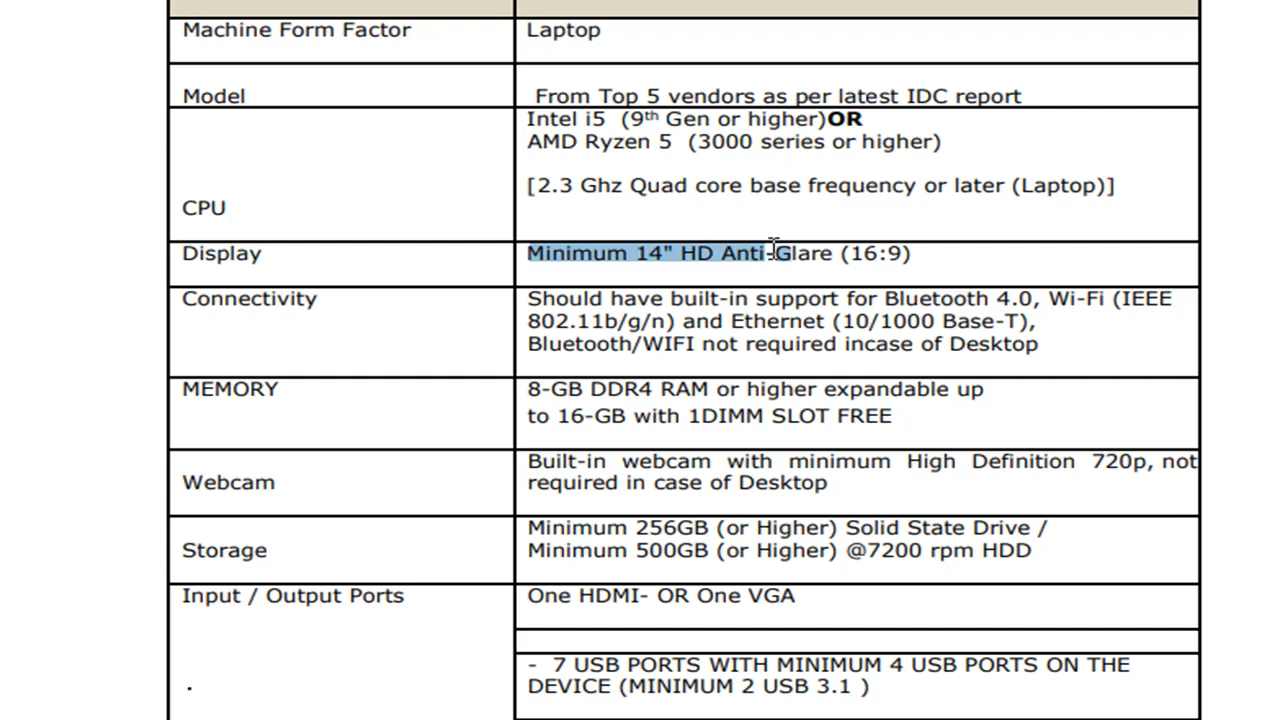 Machine Form Factor
Laptop
Model
From Top 5 vendors as per latest IDC report
CPU
Intel i5 (9th Gen or higher)OR
AMD Ryzen 5 (3000 series or higher)
[2.3 Ghz Quad core base frequency or later (Laptop)]
Display
Minimum 14" HD Anti-Glare (16:9)
Connectivity
Should have built-in support for Bluetooth 4.0, Wi-Fi (IEEE
802.11b/g/n) and Ethernet (10/1000 Base-T),
Bluetooth/WIFI not required incase of Desktop
MEMORY
8-GB DDR4 RAM or higher expandable up
to 16-GB with 1DIMM SLOT FREE
Webcam
Built-in webcam with minimum High Definition 720p, not
required in case of Desktop
Storage
Minimum 256GB (or Higher) Solid State Drive /
Minimum 500GB (or Higher) @7200 rpm HDD
Input / Output Ports
.
One HDMI- OR One VGA
- 7 USB PORTS WITH MINIMUM 4 USB PORTS ON THE
DEVICE (MINIMUM 2 USB 3.1 )